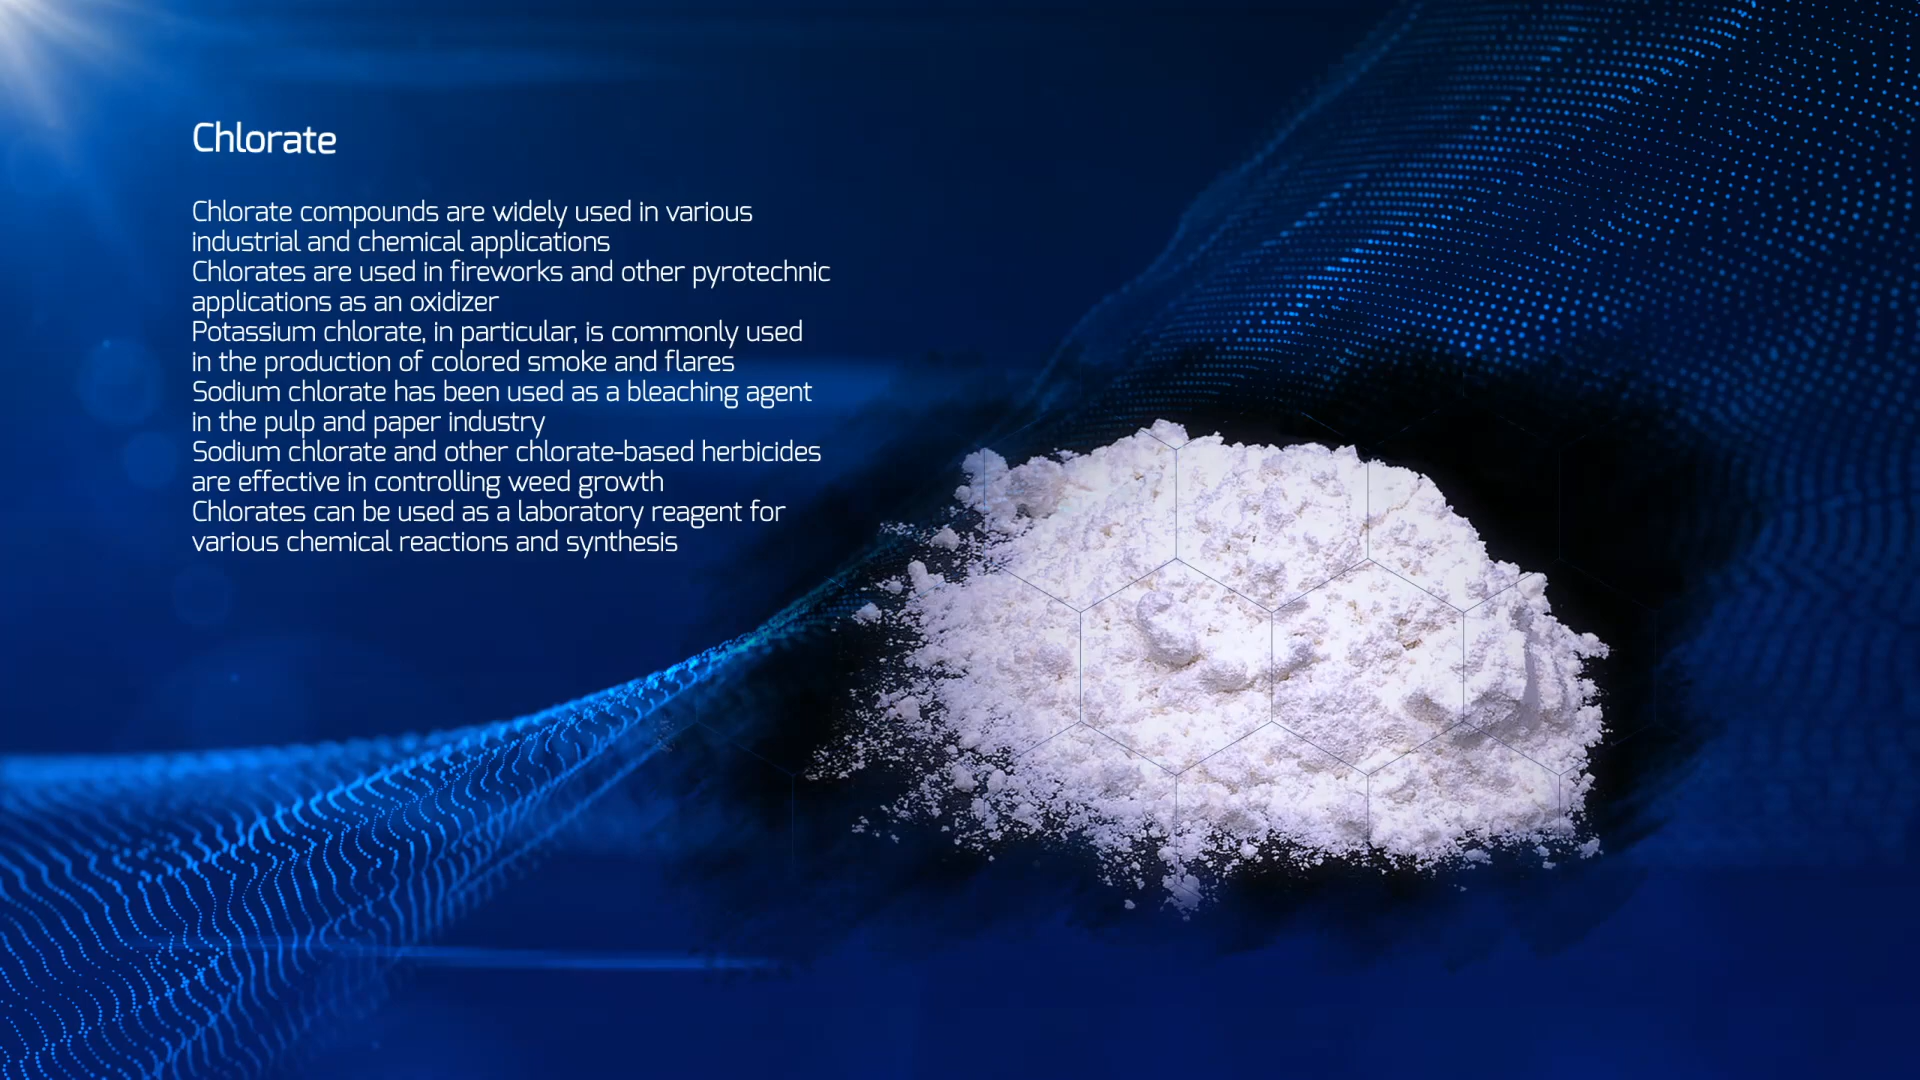 Chlorate
Chlorate compounds are widely used in various
industrial and chemical applications
Chlorates are used in fireworks and other pyrotechnic
applications as an oxidizer
Potassium chlorate, in particular, is commonly used
in the production of colored smoke and flares
Sodium chlorate has been used as a bleaching agent
in the pulp and paper industry
Sodium chlorate and other chlorate-based herbicides
are effective in controlling weed growth
Chlorates can be used as a laboratory reagent for
various chemical reactions and synthesis